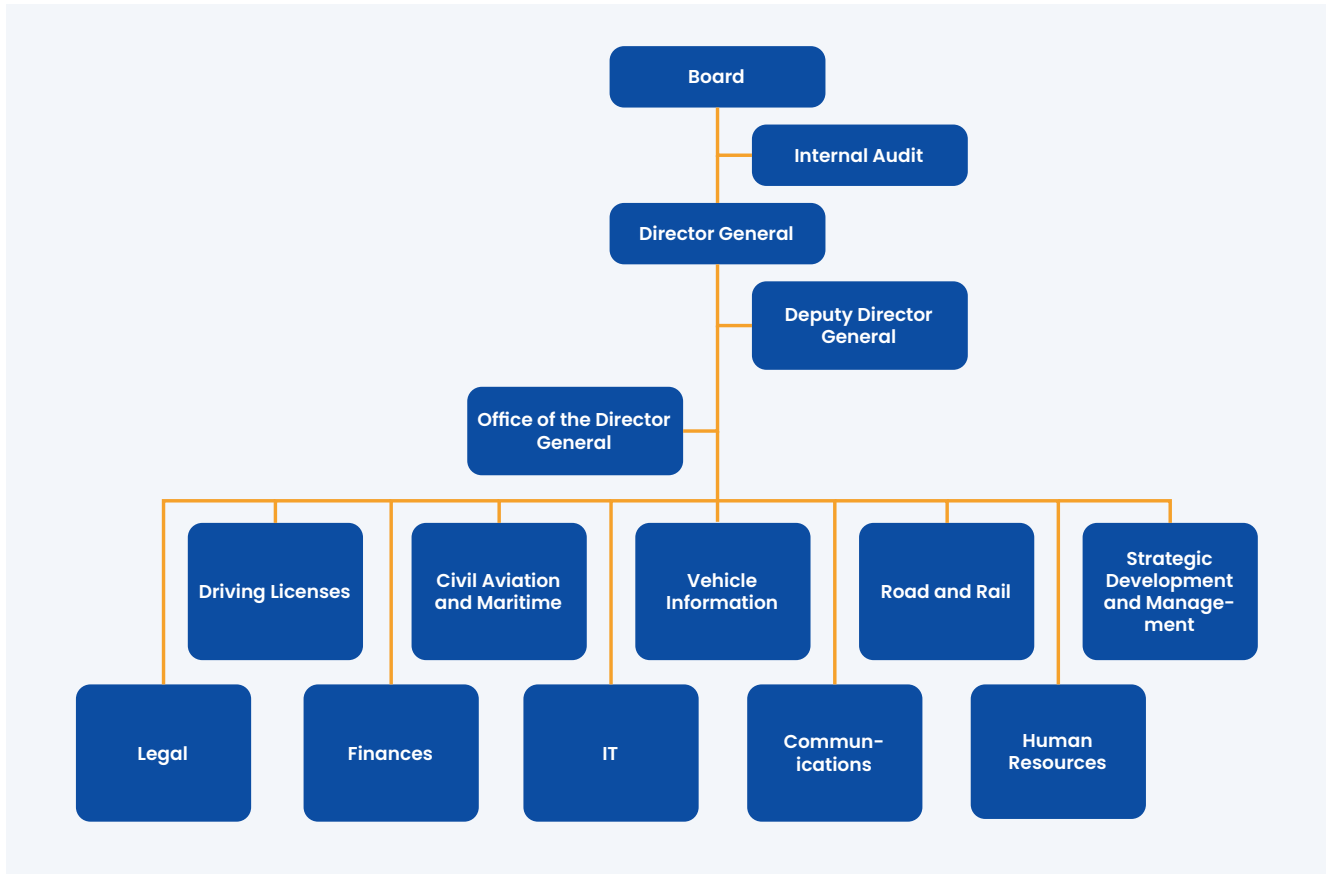 Board
Internal Audit
Director General
Deputy Director
General
Office of the Director
General
Driving Licenses
Civil Aviation
and Maritime
Vehicle
Information
Road and Rail
Strategic
Development
and Manage-
ment
Legal
Finances
IT
Commun-
ications
Human
Resources